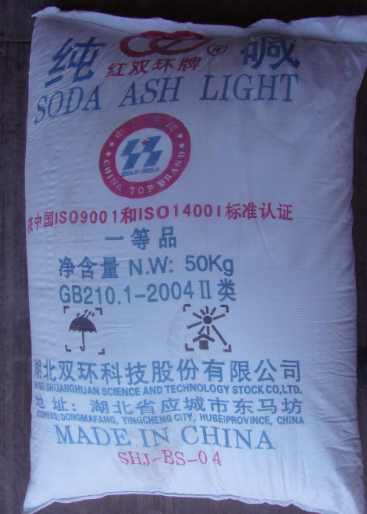 纯 碱
红双环牌 ®
SODA ASH LIGHT
CHINA TOP BRAND
中国ISO9001和ISO14001标准认证
一等品
净含量 N.W: 50Kg
GB210.1-2004 II 类
湖北双环科技股份有限公司
SHUANGHUAN SCIENCE AND TECHNOLOGY STOCK CO.,LTD.
地址: 湖北省应城市东马坊
ADDRESS:DONGMAFANG, YINGCHENG CITY, HUBEIPROVINCE, CHINA
MADE IN CHINA
SHJ-BS-04